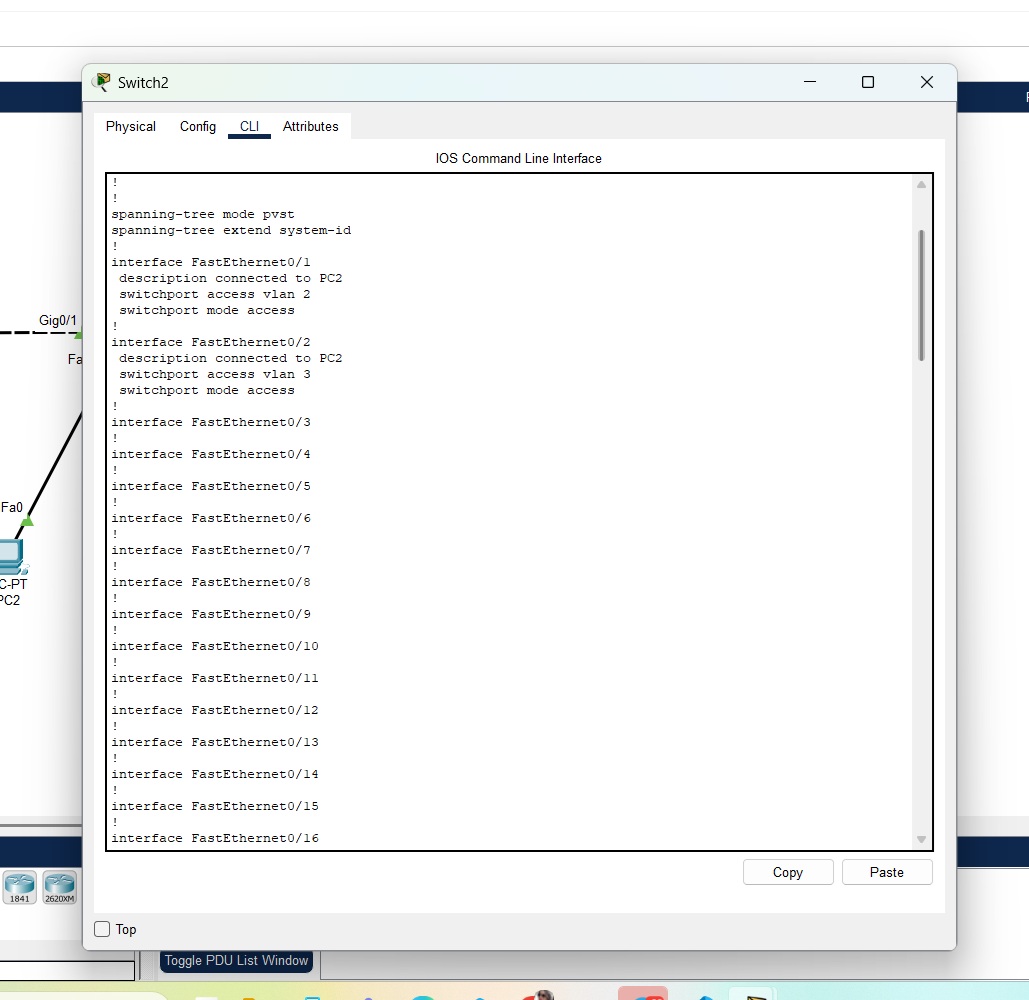 Switch2
Physical Config CLI Attributes
IOS Command Line Interface
!
!
spanning-tree mode pvst
spanning-tree extend system-id
!
interface FastEthernet0/1
description connected to PC2
switchport access vlan 2
switchport mode access
!
interface FastEthernet0/2
description connected to PC2
switchport access vlan 3
switchport mode access
!
interface FastEthernet0/3
!
interface FastEthernet0/4
!
interface FastEthernet0/5
!
interface FastEthernet0/6
!
interface FastEthernet0/7
!
interface FastEthernet0/8
!
interface FastEthernet0/9
!
interface FastEthernet0/10
!
interface FastEthernet0/11
!
interface FastEthernet0/12
!
interface FastEthernet0/13
!
interface FastEthernet0/14
!
interface FastEthernet0/15
!
interface FastEthernet0/16
Copy Paste
Top
Gig0/1
Fa
Fa0
C-PT
PC2
1841 2620XM
Toggle PDU List Window